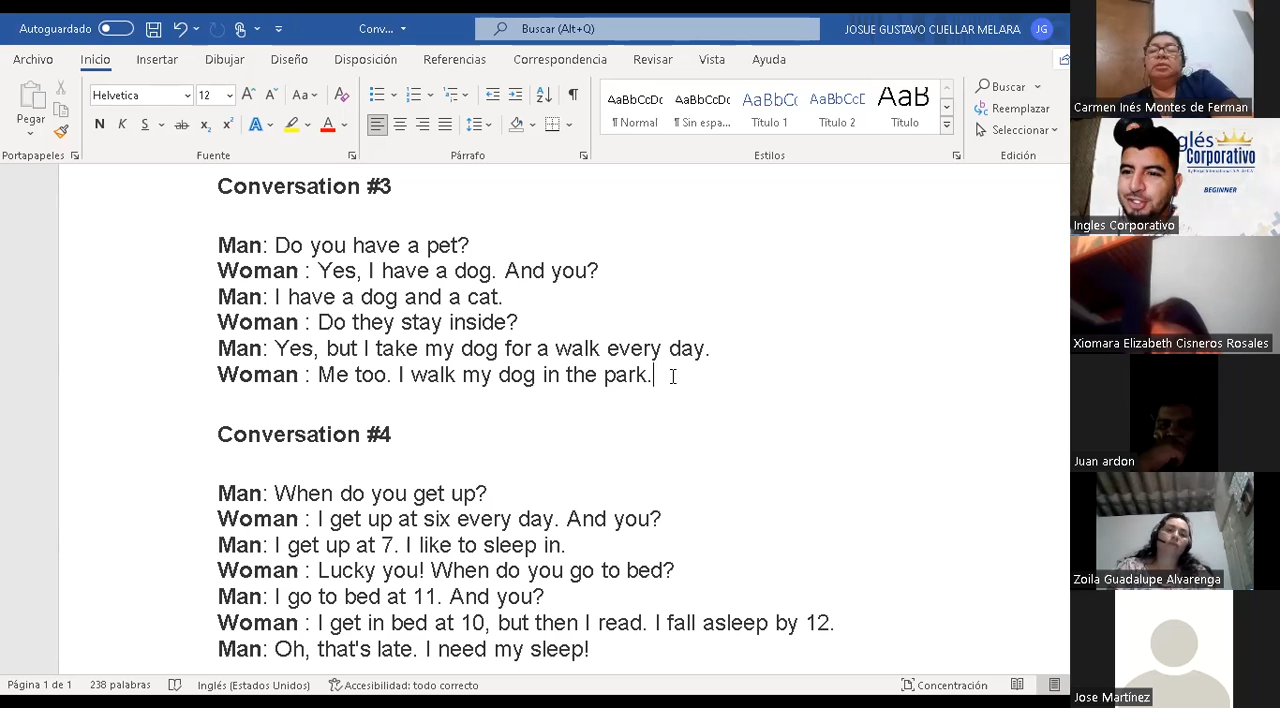 Autoguardado
Conv...
Buscar (Alt+Q)
JOSUE GUSTAVO CUELLAR MELARA
JG
Archivo
Inicio
Insertar
Dibujar
Diseño
Disposición
Referencias
Correspondencia
Revisar
Vista
Ayuda
Pegar
Helvetica
12
Aa
N K S ab x₂ x² A A
AaBbCcDc AaBbCcDc AaBbCc AaBbCcD AaB
¶ Normal ¶ Sin espa... Título 1 Título 2 Título
Buscar
Reemplazar
Seleccionar
Portapapeles
Fuente
Párrafo
Estilos
Edición
Conversation #3
Man: Do you have a pet?
Woman : Yes, I have a dog. And you?
Man: I have a dog and a cat.
Woman : Do they stay inside?
Man: Yes, but I take my dog for a walk every day.
Woman : Me too. I walk my dog in the park.
Conversation #4
Man: When do you get up?
Woman : I get up at six every day. And you?
Man: I get up at 7. I like to sleep in.
Woman : Lucky you! When do you go to bed?
Man: I go to bed at 11. And you?
Woman : I get in bed at 10, but then I read. I fall asleep by 12.
Man: Oh, that's late. I need my sleep!
Página 1 de 1
238 palabras
Inglés (Estados Unidos)
Accesibilidad: todo correcto
Concentración
Carmen Inés Montes de Ferman
glés
Corporativo
BEGINNER
Ingles Corporativo
Xiomara Elizabeth Cisneros Rosales
Juan ardon
Zoila Guadalupe Alvarenga
Jose Martínez